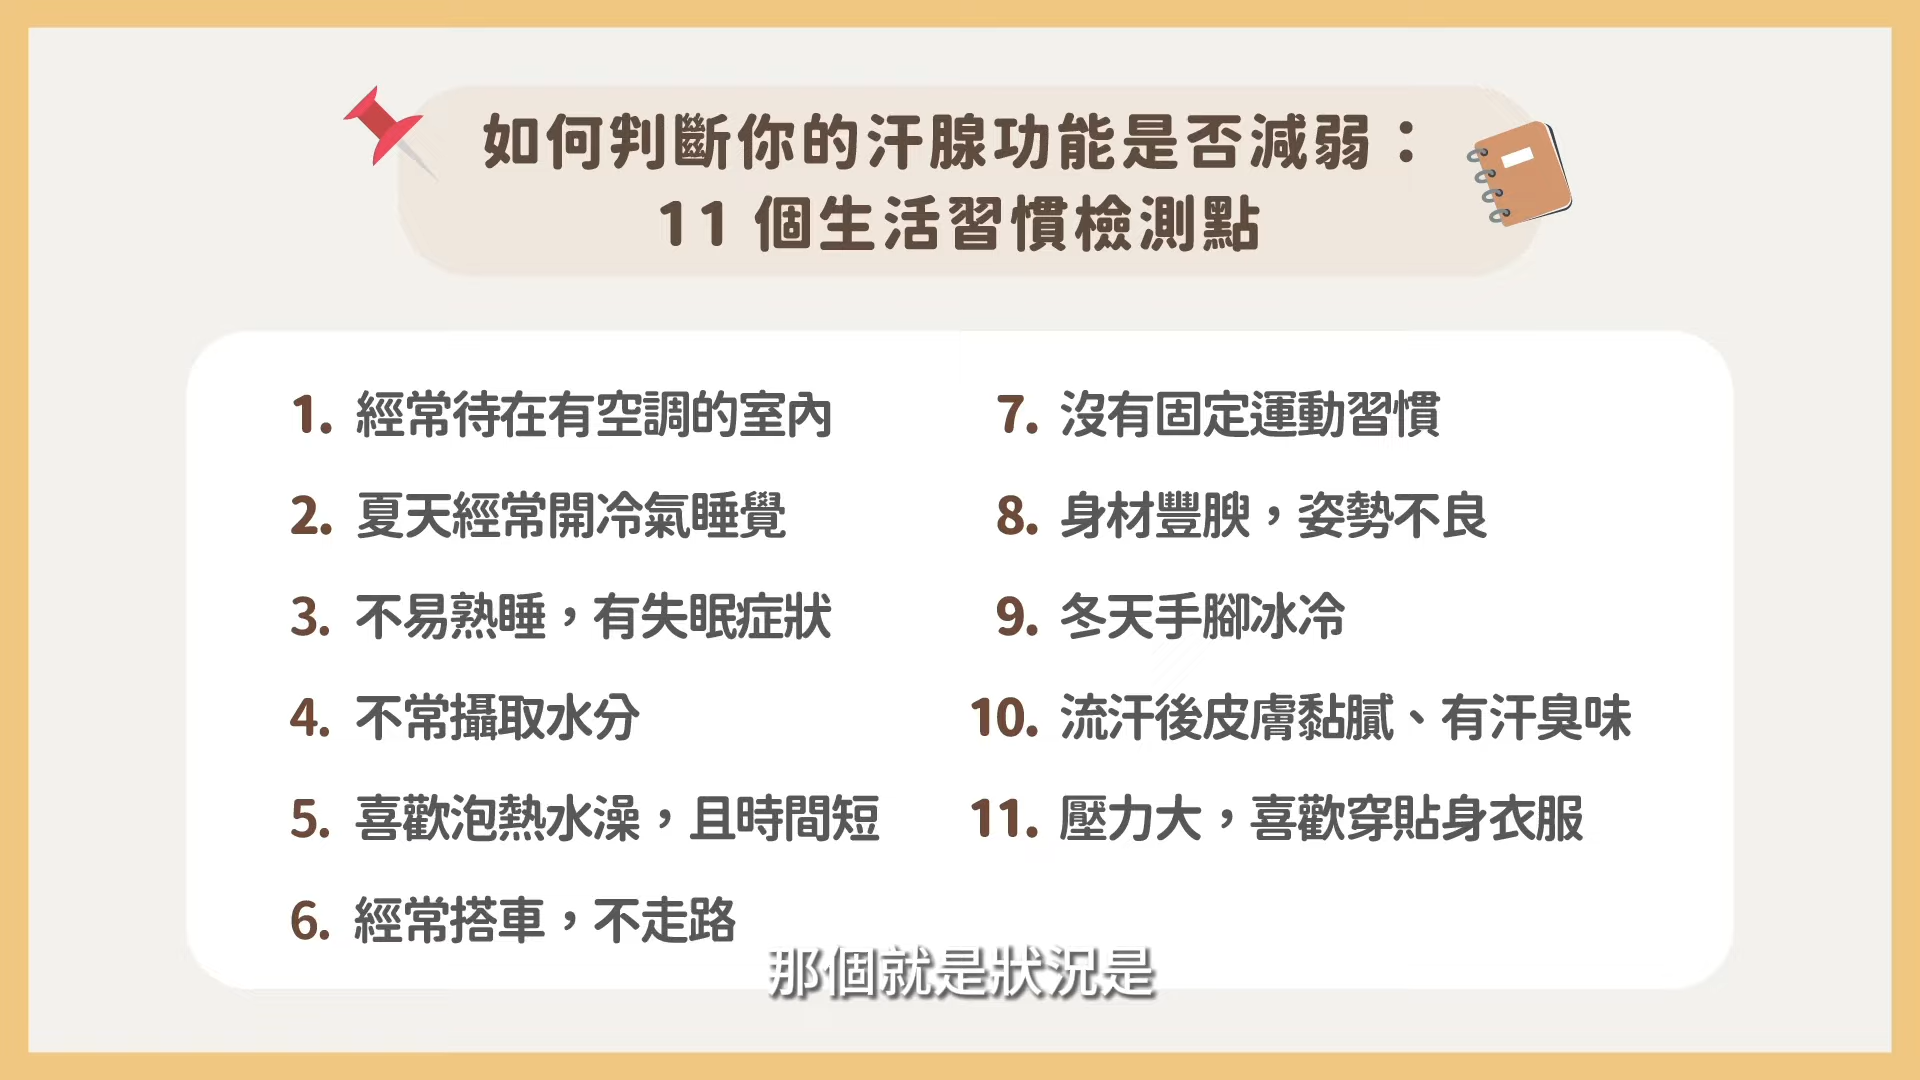 如何判斷你的汗腺功能是否減弱：
11 個生活習慣檢測點
1. 經常待在有空調的室內
2. 夏天經常開冷氣睡覺
3. 不易熟睡，有失眠症狀
4. 不常攝取水分
5. 喜歡泡熱水澡，且時間短
6. 經常搭車，不走路
7. 沒有固定運動習慣
8. 身材豐腴，姿勢不良
9. 冬天手腳冰冷
10. 流汗後皮膚黏膩、有汗臭味
11. 壓力大，喜歡穿貼身衣服
那個就是狀況是